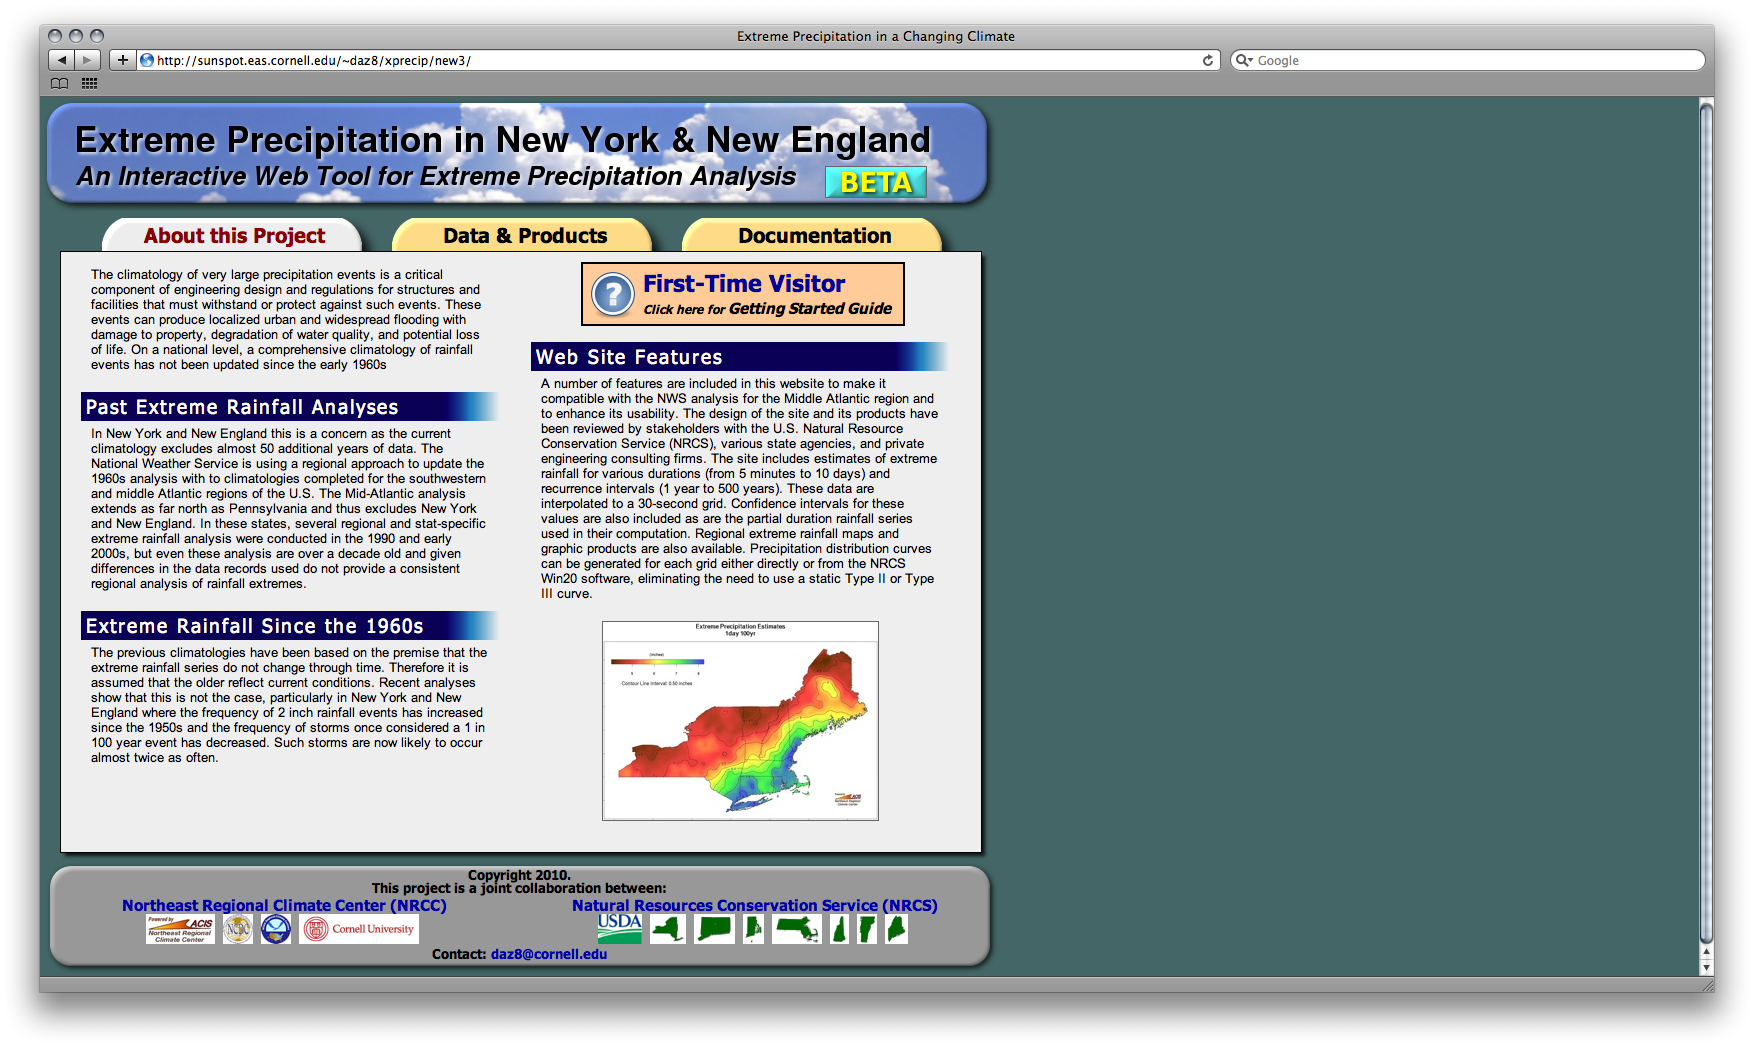 Extreme Precipitation in a Changing Climate
http://sunspot.eas.cornell.edu/~daz8/xprecip/new3/
Google
Extreme Precipitation in New York & New England
An Interactive Web Tool for Extreme Precipitation Analysis
BETA
About this Project
Data & Products
Documentation
The climatology of very large precipitation events is a critical
component of engineering design and regulations for structures and
facilities that must withstand or protect against such events. These
events can produce localized urban and widespread flooding with
damage to property, degradation of water quality, and potential loss
of life. On a national level, a comprehensive climatology of rainfall
events has not been updated since the early 1960s
Past Extreme Rainfall Analyses
In New York and New England this is a concern as the current
climatology excludes almost 50 additional years of data. The
National Weather Service is using a regional approach to update the
1960s analysis with to climatologies completed for the southwestern
and middle Atlantic regions of the U.S. The Mid-Atlantic analysis
extends as far north as Pennsylvania and thus excludes New York
and New England. In these states, several regional and stat-specific
extreme rainfall analysis were conducted in the 1990 and early
2000s, but even these analysis are over a decade old and given
differences in the data records used do not provide a consistent
regional analysis of rainfall extremes.
Extreme Rainfall Since the 1960s
The previous climatologies have been based on the premise that the
extreme rainfall series do not change through time. Therefore it is
assumed that the older reflect current conditions. Recent analyses
show that this is not the case, particularly in New York and New
England where the frequency of 2 inch rainfall events has increased
since the 1950s and the frequency of storms once considered a 1 in
100 year event has decreased. Such storms are now likely to occur
almost twice as often.
First-Time Visitor
Click here for Getting Started Guide
Web Site Features
A number of features are included in this website to make it
compatible with the NWS analysis for the Middle Atlantic region and
to enhance its usability. The design of the site and its products have
been reviewed by stakeholders with the U.S. Natural Resource
Conservation Service (NRCS), various state agencies, and private
engineering consulting firms. The site includes estimates of extreme
rainfall for various durations (from 5 minutes to 10 days) and
recurrence intervals (1 year to 500 years). These data are
interpolated to a 30-second grid. Confidence intervals for these
values are also included as are the partial duration rainfall series
used in their computation. Regional extreme rainfall maps and
graphic products are also available. Precipitation distribution curves
can be generated for each grid either directly or from the NRCS
Win20 software, eliminating the need to use a static Type II or Type
III curve.
Extreme Precipitation Estimates
1day 100yr
(inches)
5 6 7 8
Contour Line Interval: 0.50 inches
Powered by
ACIS
Northeast Regional
Climate Center
Copyright 2010.
This project is a joint collaboration between:
Northeast Regional Climate Center (NRCC)
Natural Resources Conservation Service (NRCS)
Powered by
ACIS
Northeast Regional
Climate Center
NCDC
Cornell University
USDA
Contact: daz8@cornell.edu